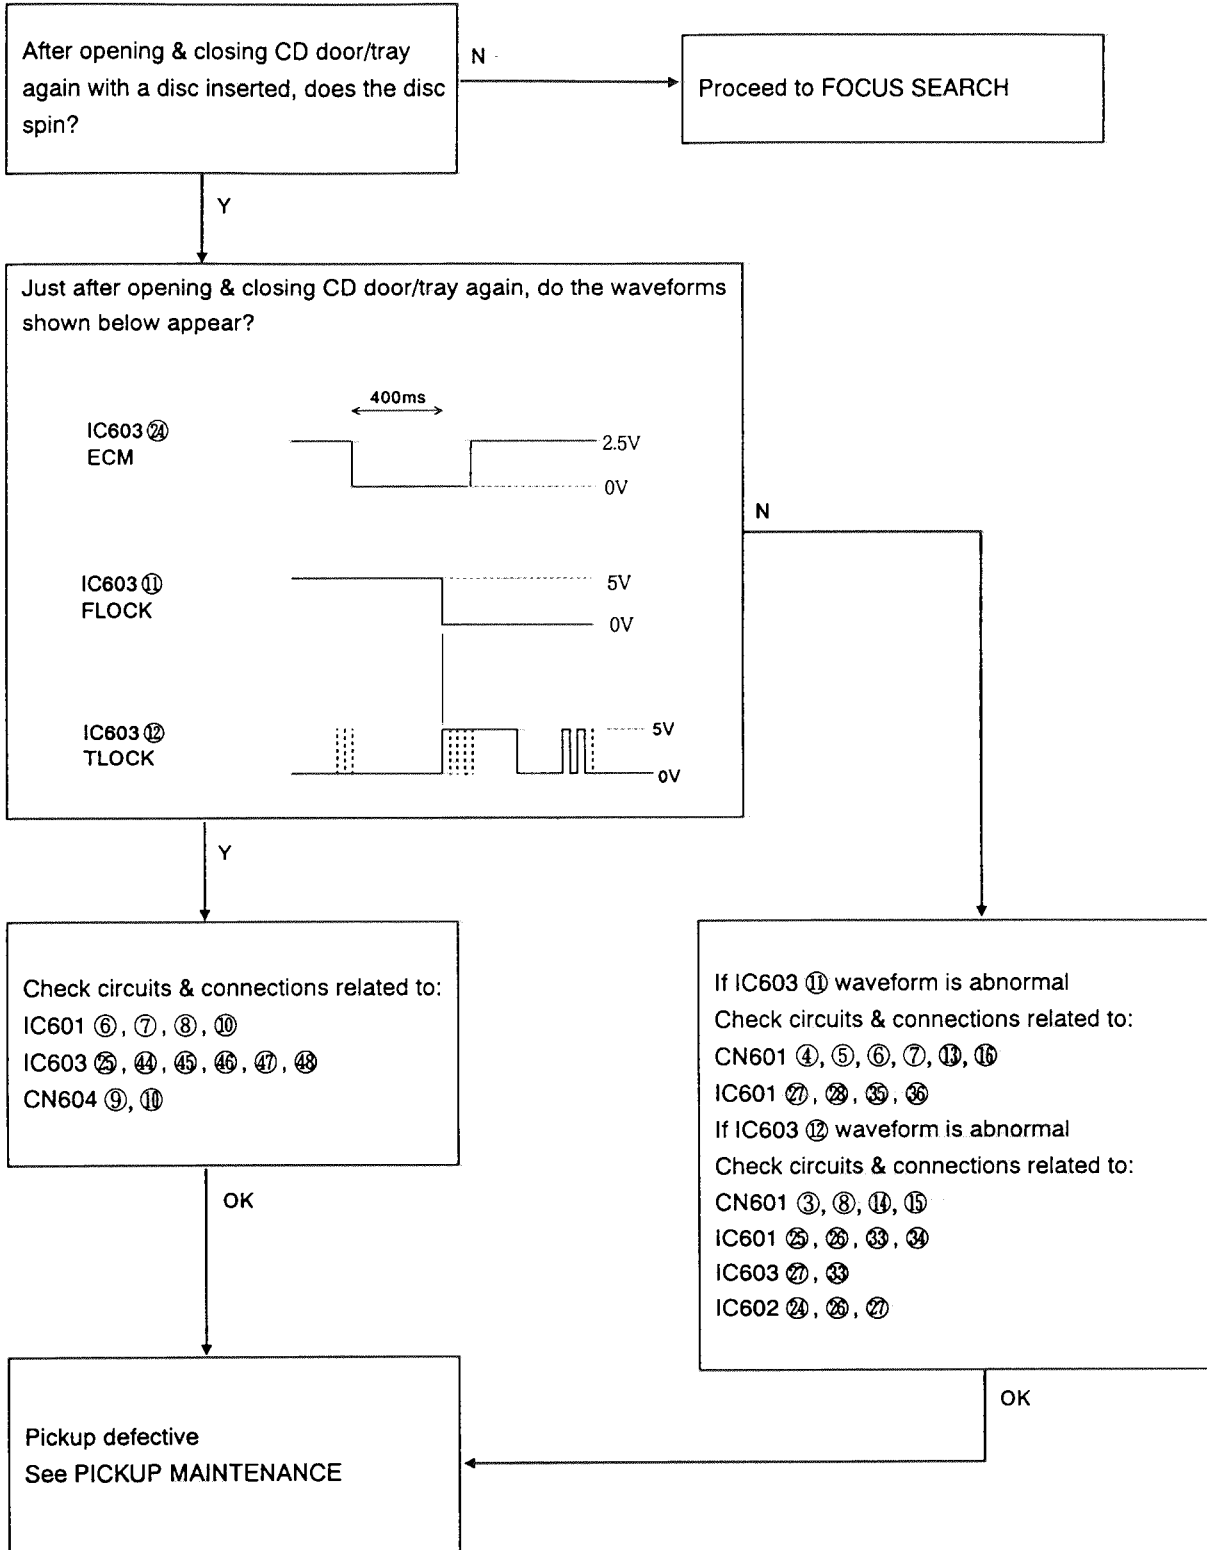 After opening & closing CD door/tray
again with a disc inserted, does the disc
spin?
N
Proceed to FOCUS SEARCH
Y
Just after opening & closing CD door/tray again, do the waveforms
shown below appear?
400ms
IC603 ㉔
ECM
2.5V
0V
N
IC603 ⑪
FLOCK
5V
0V
IC603 ⑫
TLOCK
5V
0V
Y
Check circuits & connections related to:
IC601 ⑥, ⑦, ⑧, ⑩
IC603 ㉕, ㊹, ㊺, ㊻, ㊼, ㊽
CN604 ⑨, ⑩
If IC603 ⑪ waveform is abnormal
Check circuits & connections related to:
CN601 ④, ⑤, ⑥, ⑦, ⑬, ⑯
IC601 ㉗, ㉘, ㉟, ㊱
If IC603 ⑫ waveform is abnormal
Check circuits & connections related to:
CN601 ③, ⑧, ⑭, ⑮
IC601 ㉕, ㉖, ㉝, ㉞
IC603 ㉗, ㉝
IC602 ㉔, ㉖, ㉗
OK
OK
Pickup defective
See PICKUP MAINTENANCE